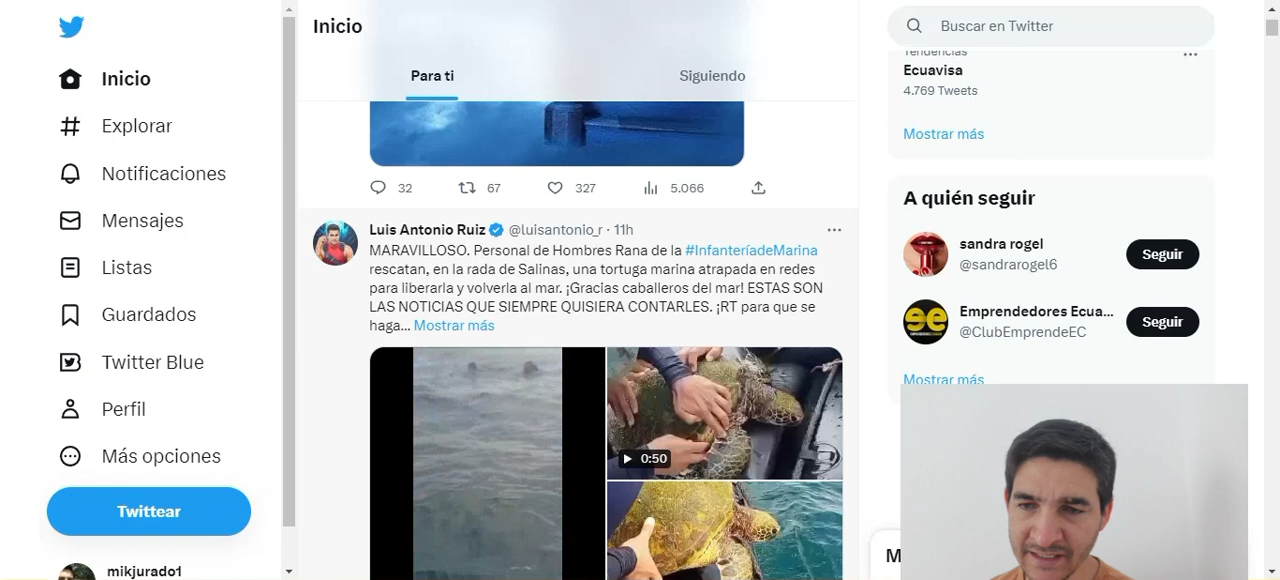 Inicio
Explorar
Notificaciones
Mensajes
Listas
Guardados
Twitter Blue
Perfil
Más opciones
Twittear
mikjurado1
Inicio
Para ti
Siguiendo
32 67 327 5.066
Luis Antonio Ruiz @luisantonio_r · 11h
MARAVILLOSO. Personal de Hombres Rana de la #InfanteríadeMarina
rescatan, en la rada de Salinas, una tortuga marina atrapada en redes
para liberarla y volverla al mar. ¡Gracias caballeros del mar! ESTAS SON
LAS NOTICIAS QUE SIEMPRE QUISIERA CONTARLES. ¡RT para que se
haga... Mostrar más
0:50
Buscar en Twitter
Tendencias
Ecuavisa
4.769 Tweets
Mostrar más
A quién seguir
sandra rogel
@sandrarogel6
Seguir
Emprendedores Ecua...
@ClubEmprendeEC
Seguir
Mostrar más
M